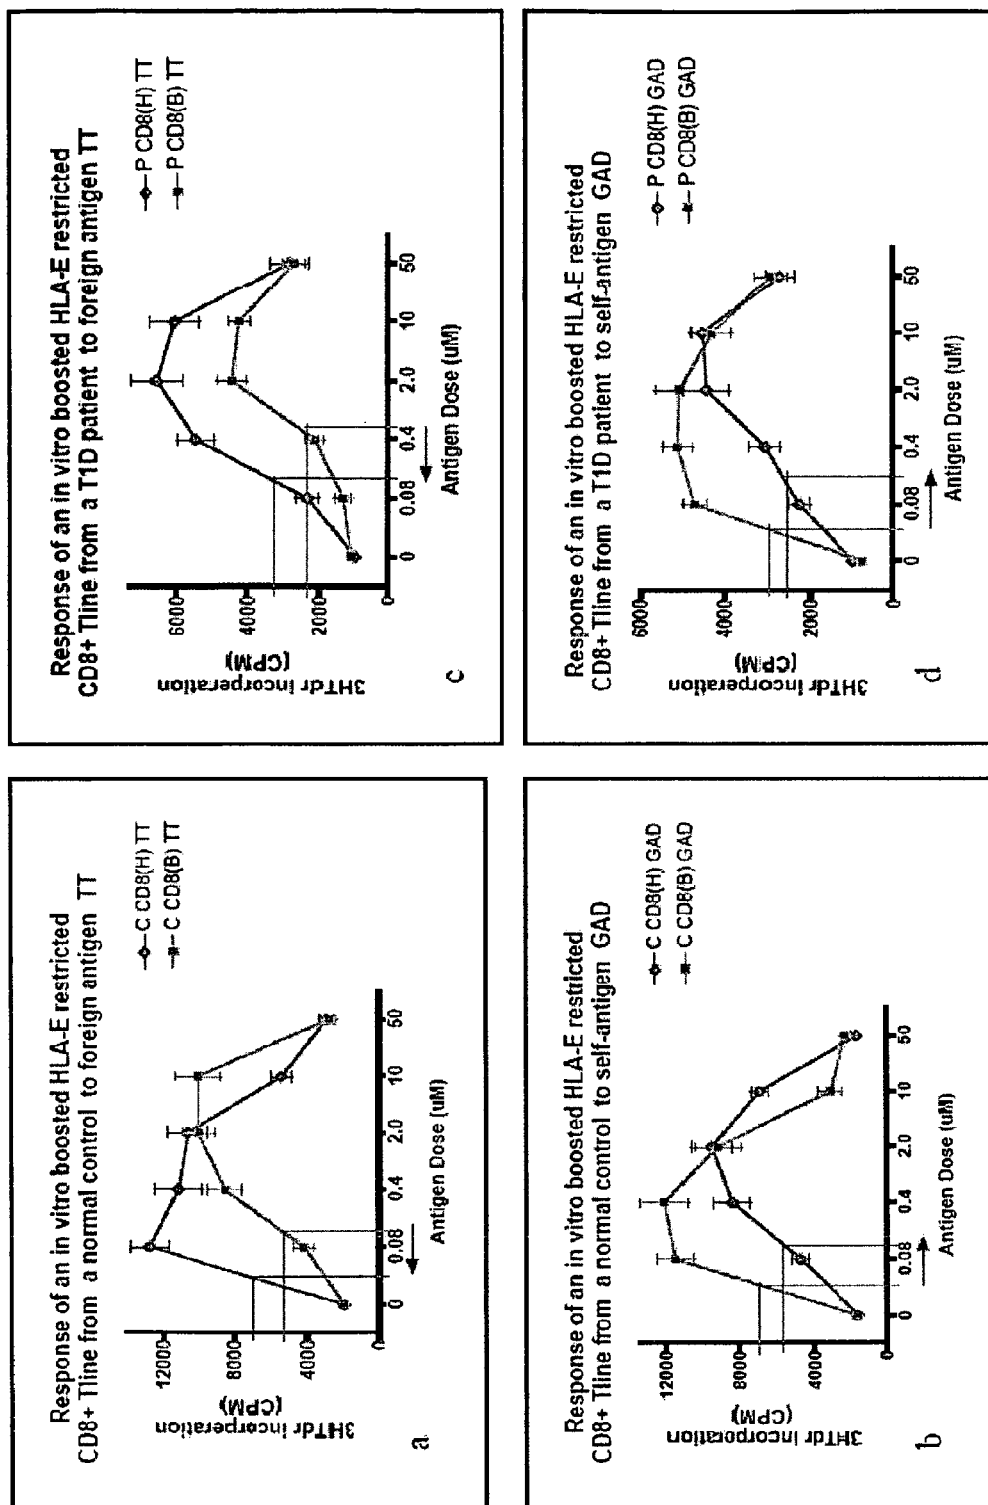 Response of an in vitro boosted HLA-E restricted
CD8+ Tline from a normal control to foreign antigen TT
C CD8(H) TT
C CD8(B) TT
12000
8000
4000
0
3HTdr incorperation
(CPM)
0
0.08
0.4
2.0
10
50
Antigen Dose (uM)
a
Response of an in vitro boosted HLA-E restricted
CD8+ Tline from a normal control to self-antigen GAD
C CD8(H) GAD
C CD8(B) GAD
12000
8000
4000
0
3HTdr incorporation
(CPM)
0
0.08
0.4
2.0
10
50
Antigen Dose (uM)
b
Response of an in vitro boosted HLA-E restricted
CD8+ Tline from a T1D patient to foreign antigen TT
P CD8(H) TT
P CD8(B) TT
6000
4000
2000
0
3HTdr incorperation
(CPM)
0
0.08
0.4
2.0
10
50
Antigen Dose (uM)
c
Response of an in vitro boosted HLA-E restricted
CD8+ Tline from a T1D patient to self-antigen GAD
P CD8(H) GAD
P CD8(B) GAD
6000
4000
2000
0
3HTdr incorporation
(CPM)
0
0.08
0.4
2.0
10
50
Antigen Dose (uM)
d